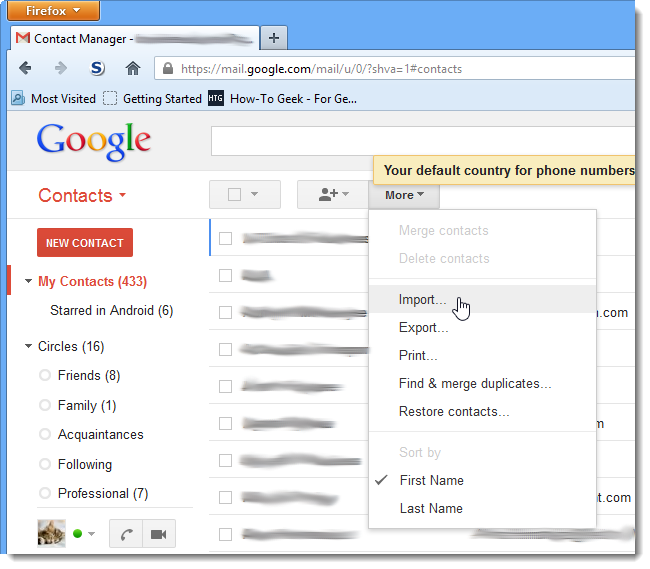 Firefox
Contact Manager -
https://mail.google.com/mail/u/0/?shva=1#contacts
Most Visited
Getting Started
HTG
How-To Geek - For Ge...
Google
Your default country for phone numbers
Contacts
More
NEW CONTACT
My Contacts (433)
Starred in Android (6)
Circles (16)
Friends (8)
Family (1)
Acquaintances
Following
Professional (7)
Merge contacts
Delete contacts
Import...
Export...
Print...
Find & merge duplicates...
Restore contacts...
Sort by
First Name
Last Name
.com
.com